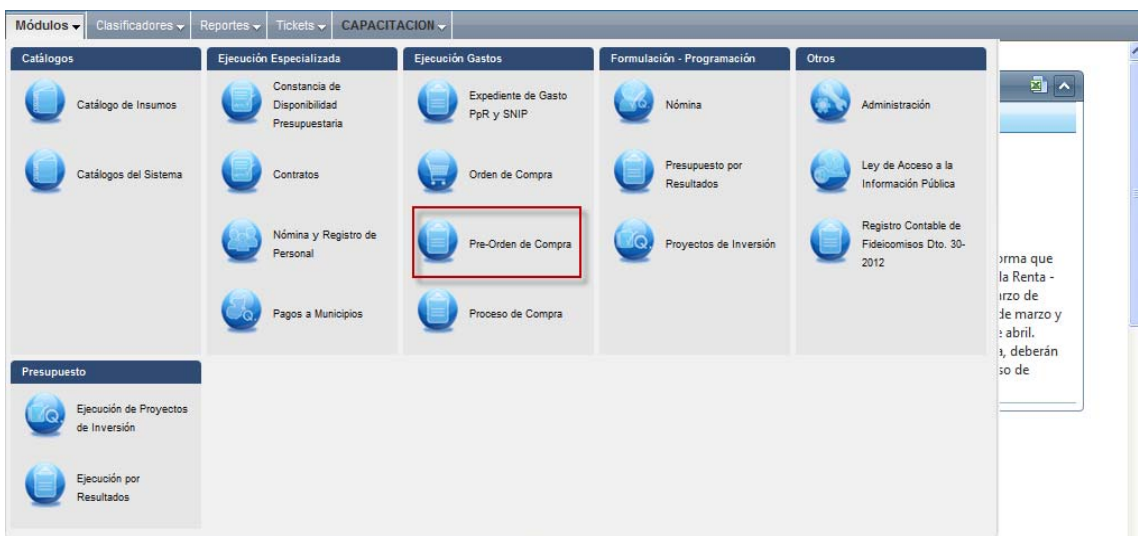 Módulos
Clasificadores
Reportes
Tickets
CAPACITACION
Catálogos
Catálogo de Insumos
Catálogos del Sistema
Ejecución Especializada
Constancia de
Disponibilidad
Presupuestaria
Contratos
Nómina y Registro de
Personal
Pagos a Municipios
Ejecución Gastos
Expediente de Gasto
PpR y SNIP
Orden de Compra
Pre-Orden de Compra
Proceso de Compra
Formulación - Programación
Nómina
Presupuesto por
Resultados
Proyectos de Inversión
Otros
Administración
Ley de Acceso a la
Información Pública
Registro Contable de
Fideicomisos Dto. 30-
2012
Presupuesto
Ejecución de Proyectos
de Inversión
Ejecución por
Resultados
orma que
la Renta -
arzo de
de marzo y
e abril.
a, deberán
so de